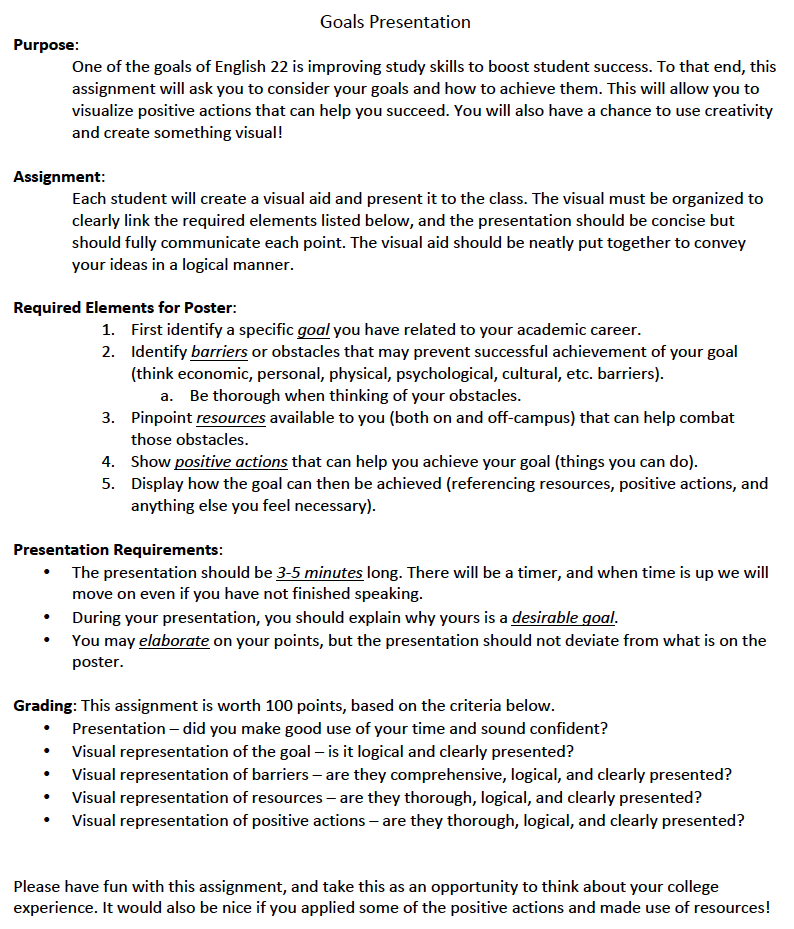 Goals Presentation
Purpose:
One of the goals of English 22 is improving study skills to boost student success. To that end, this
assignment will ask you to consider your goals and how to achieve them. This will allow you to
visualize positive actions that can help you succeed. You will also have a chance to use creativity
and create something visual!
Assignment:
Each student will create a visual aid and present it to the class. The visual must be organized to
clearly link the required elements listed below, and the presentation should be concise but
should fully communicate each point. The visual aid should be neatly put together to convey
your ideas in a logical manner.
Required Elements for Poster:
1. First identify a specific goal you have related to your academic career.
2. Identify barriers or obstacles that may prevent successful achievement of your goal
(think economic, personal, physical, psychological, cultural, etc. barriers).
a. Be thorough when thinking of your obstacles.
3. Pinpoint resources available to you (both on and off-campus) that can help combat
those obstacles.
4. Show positive actions that can help you achieve your goal (things you can do).
5. Display how the goal can then be achieved (referencing resources, positive actions, and
anything else you feel necessary).
Presentation Requirements:
• The presentation should be 3-5 minutes long. There will be a timer, and when time is up we will
move on even if you have not finished speaking.
• During your presentation, you should explain why yours is a desirable goal.
• You may elaborate on your points, but the presentation should not deviate from what is on the
poster.
Grading: This assignment is worth 100 points, based on the criteria below.
• Presentation – did you make good use of your time and sound confident?
• Visual representation of the goal – is it logical and clearly presented?
• Visual representation of barriers – are they comprehensive, logical, and clearly presented?
• Visual representation of resources – are they thorough, logical, and clearly presented?
• Visual representation of positive actions – are they thorough, logical, and clearly presented?
Please have fun with this assignment, and take this as an opportunity to think about your college
experience. It would also be nice if you applied some of the positive actions and made use of resources!